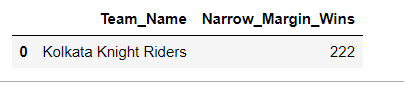 Team_Name Narrow_Margin_Wins
0 Kolkata Knight Riders 222